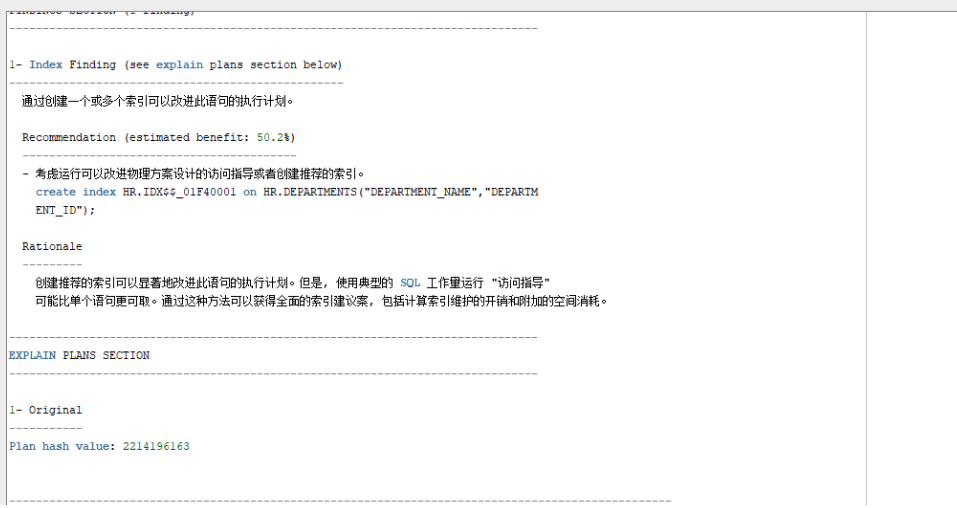 FINDINGS SECTION (1 finding)
-------------------------------------------------------------------------------
1- Index Finding (see explain plans section below)
--------------------------------------------------
通过创建一个或多个索引可以改进此语句的执行计划。
Recommendation (estimated benefit: 50.2%)
-----------------------------------------
- 考虑运行可以改进物理方案设计的访问指导或者创建推荐的索引。
create index HR.IDX$$_01F40001 on HR.DEPARTMENTS("DEPARTMENT_NAME","DEPARTM
ENT_ID");
Rationale
---------
创建推荐的索引可以显著地改进此语句的执行计划。但是, 使用典型的 SQL 工作量运行 "访问指导"
可能比单个语句更可取。通过这种方法可以获得全面的索引建议案, 包括计算索引维护的开销和附加的空间消耗。
-------------------------------------------------------------------------------
EXPLAIN PLANS SECTION
-------------------------------------------------------------------------------
1- Original
-----------
Plan hash value: 2214196163
---------------------------------------------------------------------------------------------------